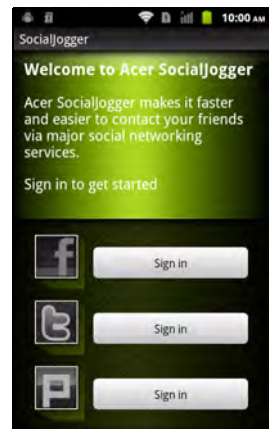 10:00 AM
SocialJogger
Welcome to Acer SocialJogger
Acer SocialJogger makes it faster
and easier to contact your friends
via major social networking
services.
Sign in to get started
f
Sign in
t
Sign in
P
Sign in